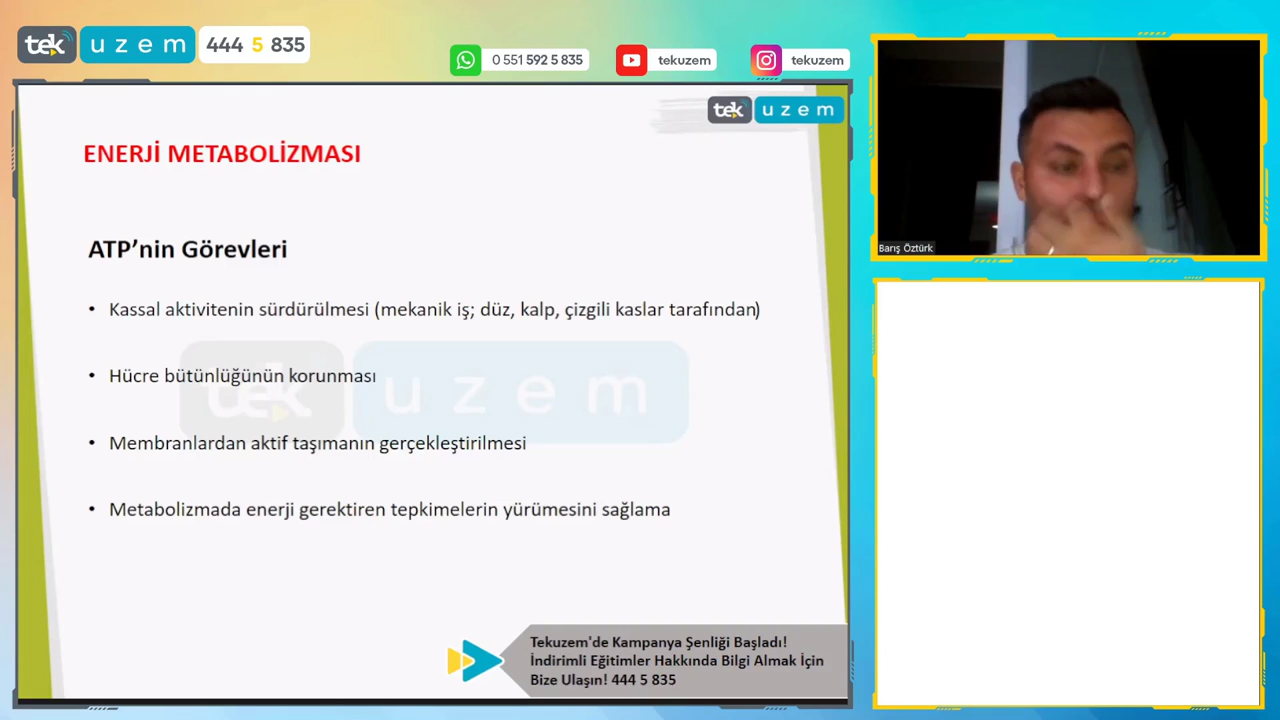 tek uzem 444 5 835
0 551 592 5 835
tekuzem
tekuzem
tek uzem
ENERJİ METABOLİZMASI
ATP’nin Görevleri
• Kassal aktivitenin sürdürülmesi (mekanik iş; düz, kalp, çizgili kaslar tarafından)
• Hücre bütünlüğünün korunması
tek uzem
• Membranlardan aktif taşımanın gerçekleştirilmesi
• Metabolizmada enerji gerektiren tepkimelerin yürümesini sağlama
Tekuzem'de Kampanya Şenliği Başladı!
İndirimli Eğitimler Hakkında Bilgi Almak İçin
Bize Ulaşın! 444 5 835
Barış Öztürk